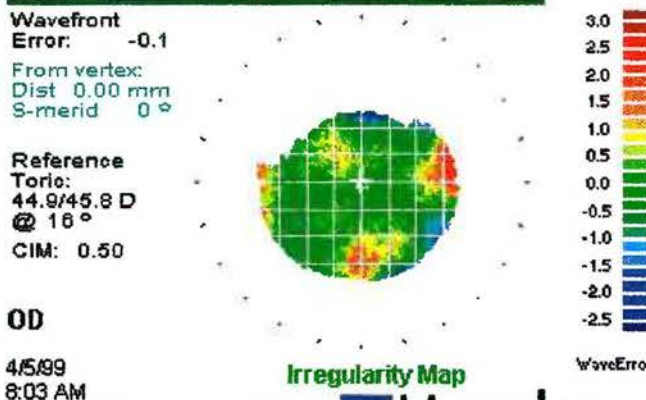 Wavefront
Error: -0.1
From vertex:
Dist 0.00 mm
S-merid 0 º
Reference
Toric:
44.9/45.8 D
@ 16 º
CIM: 0.50
OD
4/5/99
8:03 AM
Irregularity Map
3.0
2.5
2.0
1.5
1.0
0.5
0.0
-0.5
-1.0
-1.5
-2.0
-2.5
WaveErro